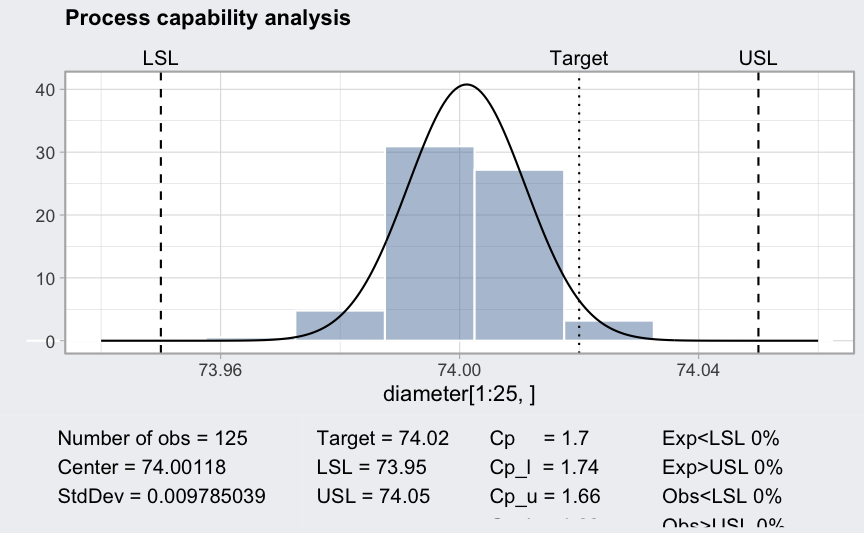 Process capability analysis
LSL Target USL
40
30
20
10
0
73.96 74.00 74.04
diameter[1:25, ]
Number of obs = 125 Target = 74.02 Cp = 1.7 Exp<LSL 0%
Center = 74.00118 LSL = 73.95 Cp_l = 1.74 Exp>USL 0%
StdDev = 0.009785039 USL = 74.05 Cp_u = 1.66 Obs<LSL 0%
Obs>USL 0%